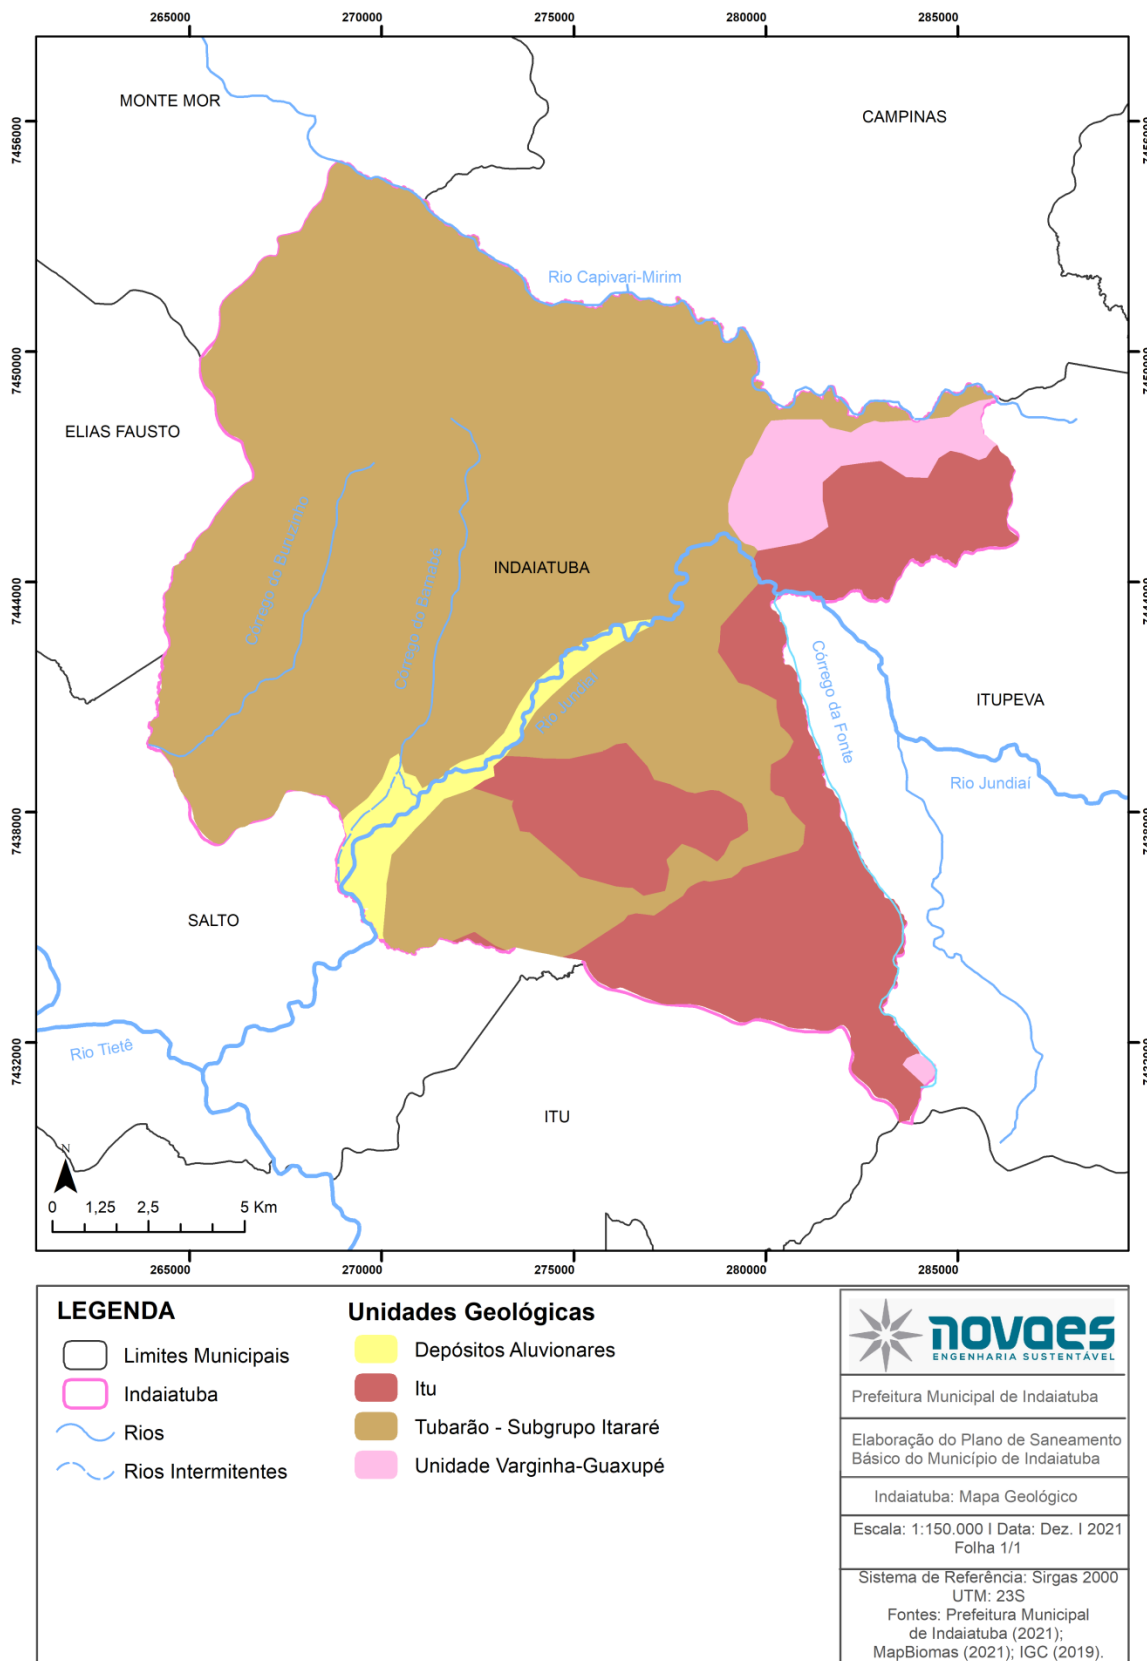 265000 270000 275000 280000 285000
MONTE MOR
CAMPINAS
7456000
7456000
Rio Capivari-Mirim
7450000
7450000
ELIAS FAUSTO
Córrego do Buruzinho
Córrego do Barnabé
INDAIATUBA
7444000
7444000
Córrego da Fonte
ITUPEVA
Rio Jundiaí
Rio Jundiaí
7438000
7438000
SALTO
Rio Tietê
7432000
7432000
ITU
N
0 1,25 2,5 5 Km
265000 270000 275000 280000 285000
LEGENDA
Limites Municipais
Indaiatuba
Rios
Rios Intermitentes
Unidades Geológicas
Depósitos Aluvionares
Itu
Tubarão - Subgrupo Itararé
Unidade Varginha-Guaxupé
novaes
ENGENHARIA SUSTENTÁVEL
Prefeitura Municipal de Indaiatuba
Elaboração do Plano de Saneamento
Básico do Município de Indaiatuba
Indaiatuba: Mapa Geológico
Escala: 1:150.000 I Data: Dez. I 2021
Folha 1/1
Sistema de Referência: Sirgas 2000
UTM: 23S
Fontes: Prefeitura Municipal
de Indaiatuba (2021);
MapBiomas (2021); IGC (2019).